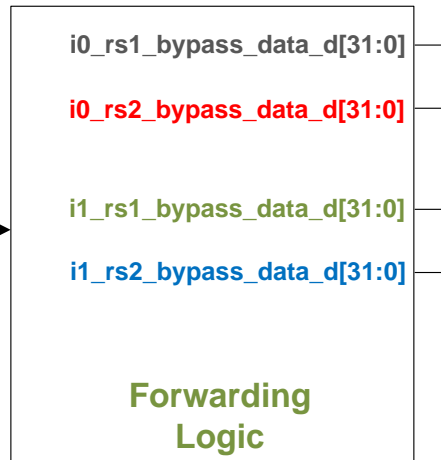 i0_rs1_bypass_data_d[31:0]
i0_rs2_bypass_data_d[31:0]
i1_rs1_bypass_data_d[31:0]
i1_rs2_bypass_data_d[31:0]
Forwarding
Logic